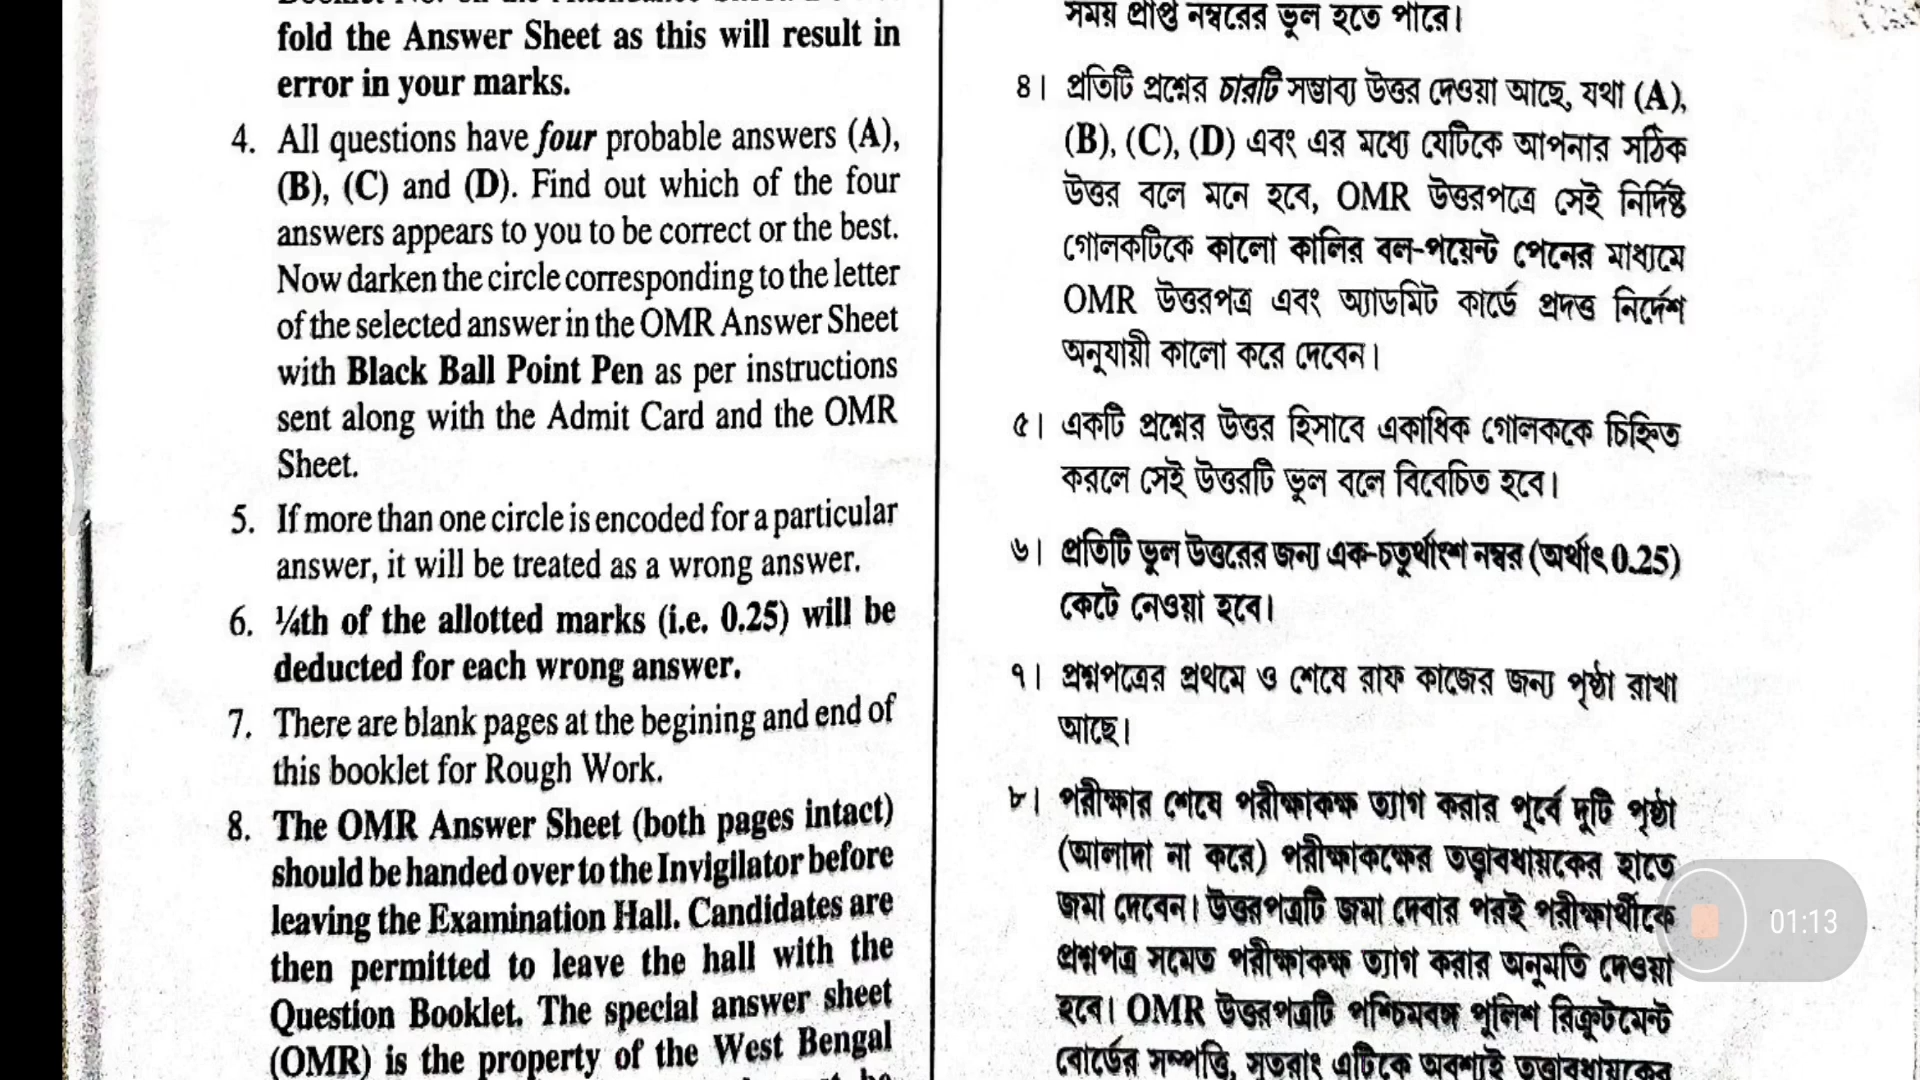 fold the Answer Sheet as this will result in
error in your marks.
4. All questions have four probable answers (A),
(B), (C) and (D). Find out which of the four
answers appears to you to be correct or the best.
Now darken the circle corresponding to the letter
of the selected answer in the OMR Answer Sheet
with Black Ball Point Pen as per instructions
sent along with the Admit Card and the OMR
Sheet.
5. If more than one circle is encoded for a particular
answer, it will be treated as a wrong answer.
6. ¼th of the allotted marks (i.e. 0.25) will be
deducted for each wrong answer.
7. There are blank pages at the begining and end of
this booklet for Rough Work.
8. The OMR Answer Sheet (both pages intact)
should be handed over to the Invigilator before
leaving the Examination Hall. Candidates are
then permitted to leave the hall with the
Question Booklet. The special answer sheet
(OMR) is the property of the West Bengal
সময় প্রাপ্ত নম্বরের ভুল হতে পারে।
৪। প্রতিটি প্রশ্নের চারটি সম্ভাব্য উত্তর দেওয়া আছে, যথা (A),
(B), (C), (D) এবং এর মধ্যে যেটিকে আপনার সঠিক
উত্তর বলে মনে হবে, OMR উত্তরপত্রে সেই নির্দিষ্ট
গোলকটিকে কালো কালির বল-পয়েন্ট পেনের মাধ্যমে
OMR উত্তরপত্র এবং অ্যাডমিট কার্ডে প্রদত্ত নির্দেশ
অনুযায়ী কালো করে দেবেন।
৫। একটি প্রশ্নের উত্তর হিসাবে একাধিক গোলককে চিহ্নিত
করলে সেই উত্তরটি ভুল বলে বিবেচিত হবে।
৬। প্রতিটি ভুল উত্তরের জন্য এক-চতুর্থাংশ নম্বর (অর্থাৎ 0.25)
কেটে নেওয়া হবে।
৭। প্রশ্নপত্রের প্রথমে ও শেষে রাফ কাজের জন্য পৃষ্ঠা রাখা
আছে।
৮। পরীক্ষার শেষে পরীক্ষাকক্ষ ত্যাগ করার পূর্বে দুটি পৃষ্ঠা
(আলাদা না করে) পরীক্ষাকক্ষের তত্ত্বাবধায়কের হাতে
জমা দেবেন। উত্তরপত্রটি জমা দেবার পরই পরীক্ষার্থীকে
প্রশ্নপত্র সমেত পরীক্ষাকক্ষ ত্যাগ করার অনুমতি দেওয়া
হবে। OMR উত্তরপত্রটি পশ্চিমবঙ্গ পুলিশ রিক্রুটমেন্ট
বোর্ডের সম্পত্তি, সুতরাং এটিকে অবশ্যই তত্ত্বাবধায়কের
01:13